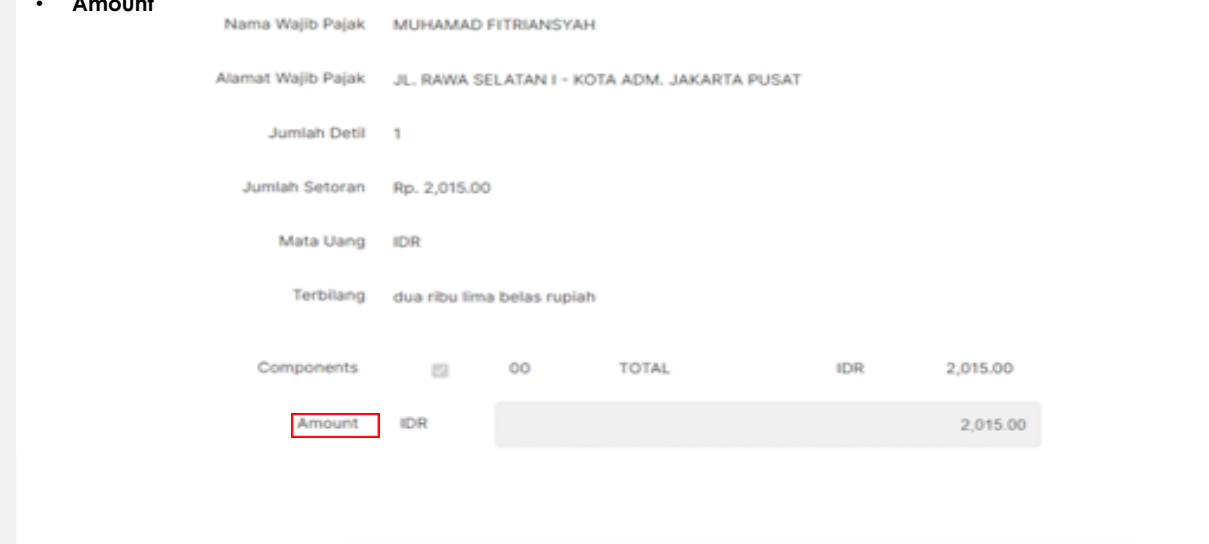 • Amount
Nama Wajib Pajak MUHAMAD FITRIANSYAH
Alamat Wajib Pajak JL. RAWA SELATAN I - KOTA ADM. JAKARTA PUSAT
Jumlah Detil 1
Jumlah Setoran Rp. 2,015.00
Mata Uang IDR
Terbilang dua ribu lima belas rupiah
Components 00 TOTAL IDR 2,015.00
Amount IDR 2,015.00